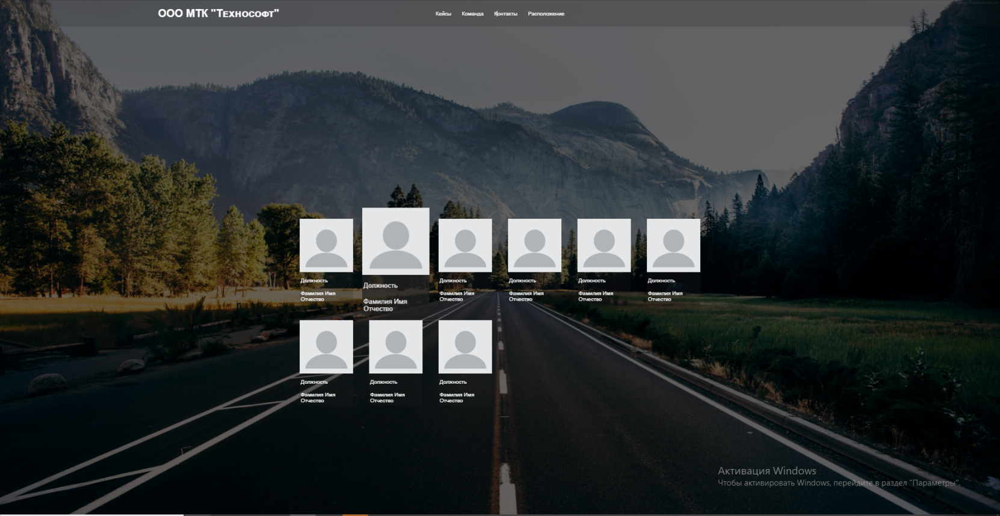 ООО МТК "Техносфот"
Кейсы Команда Контакты Расположение
Должность
Фамилия Имя
Отчество
Должность
Фамилия Имя
Отчество
Должность
Фамилия Имя
Отчество
Должность
Фамилия Имя
Отчество
Должность
Фамилия Имя
Отчество
Должность
Фамилия Имя
Отчество
Должность
Фамилия Имя
Отчество
Должность
Фамилия Имя
Отчество
Должность
Фамилия Имя
Отчество
Активация Windows
Чтобы активировать Windows, перейдите в раздел "Параметры".